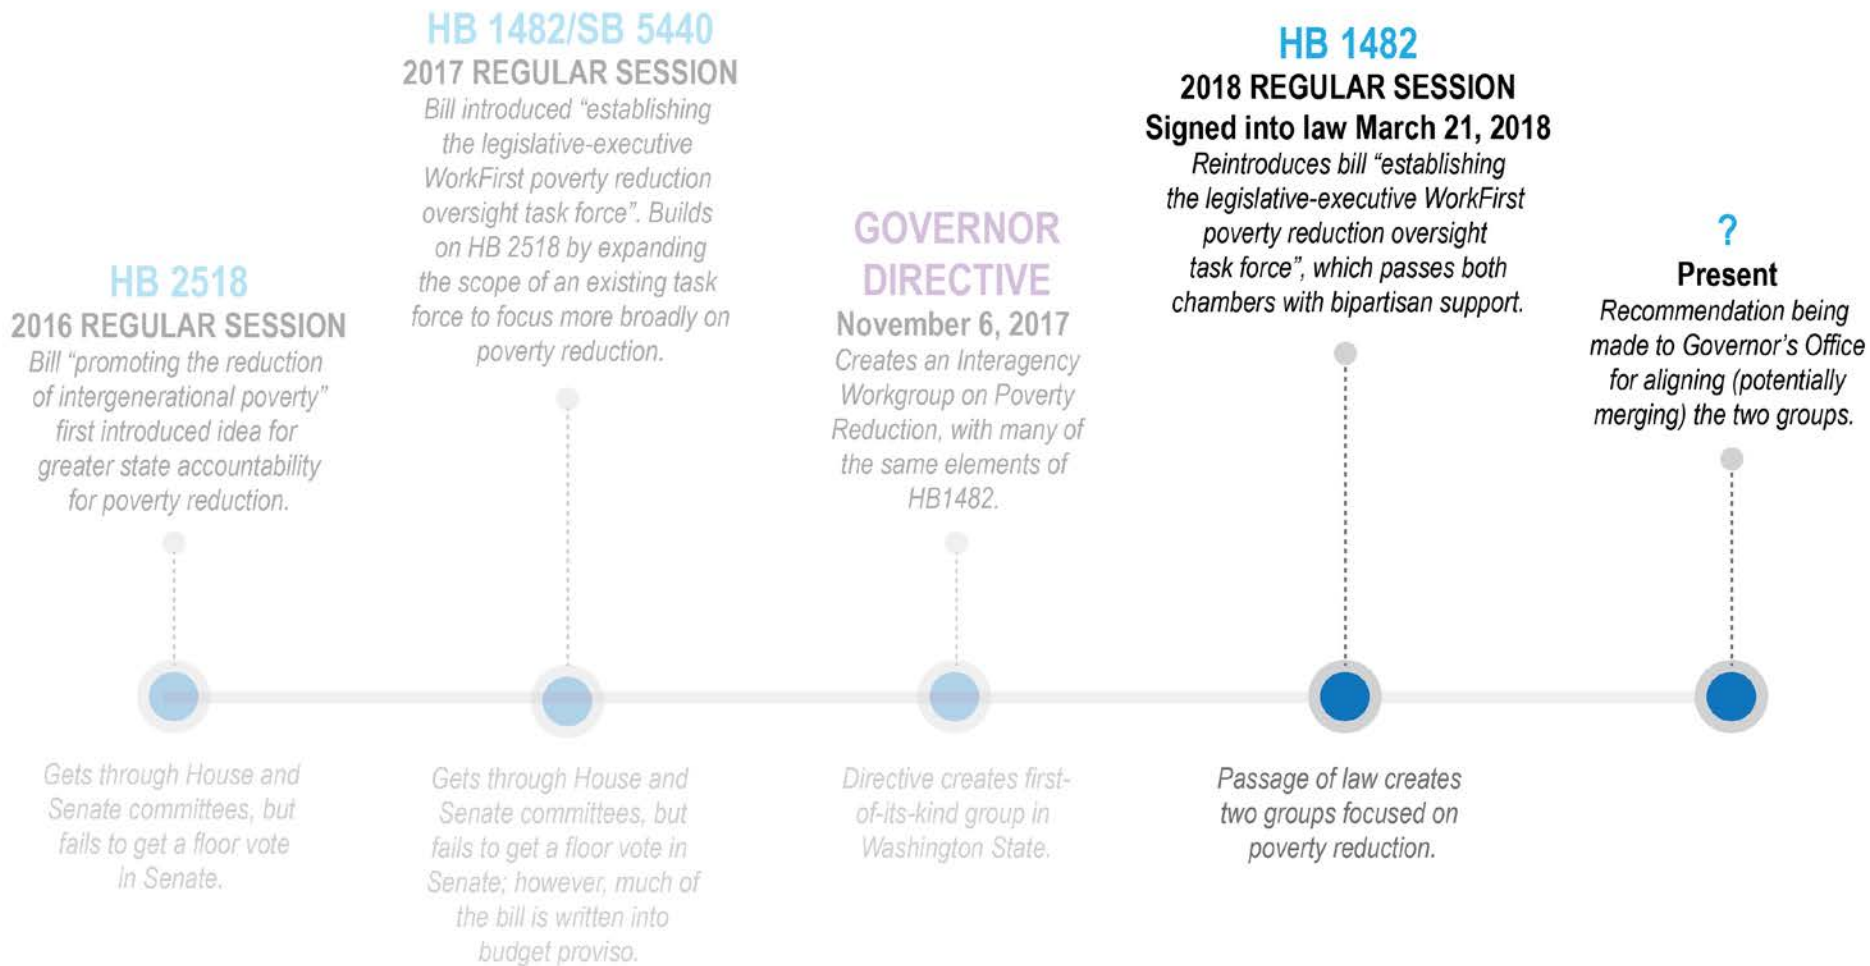 HB 2518
2016 REGULAR SESSION
Bill “promoting the reduction
of intergenerational poverty”
first introduced idea for
greater state accountability
for poverty reduction.
Gets through House and
Senate committees, but
fails to get a floor vote
in Senate.
HB 1482/SB 5440
2017 REGULAR SESSION
Bill introduced “establishing
the legislative-executive
WorkFirst poverty reduction
oversight task force”. Builds
on HB 2518 by expanding
the scope of an existing task
force to focus more broadly on
poverty reduction.
Gets through House and
Senate committees, but
fails to get a floor vote in
Senate; however, much of
the bill is written into
budget proviso.
GOVERNOR
DIRECTIVE
November 6, 2017
Creates an Interagency
Workgroup on Poverty
Reduction, with many of
the same elements of
HB1482.
Directive creates first-
of-its-kind group in
Washington State.
HB 1482
2018 REGULAR SESSION
Signed into law March 21, 2018
Reintroduces bill “establishing
the legislative-executive WorkFirst
poverty reduction oversight
task force”, which passes both
chambers with bipartisan support.
Passage of law creates
two groups focused on
poverty reduction.
?
Present
Recommendation being
made to Governor’s Office
for aligning (potentially
merging) the two groups.